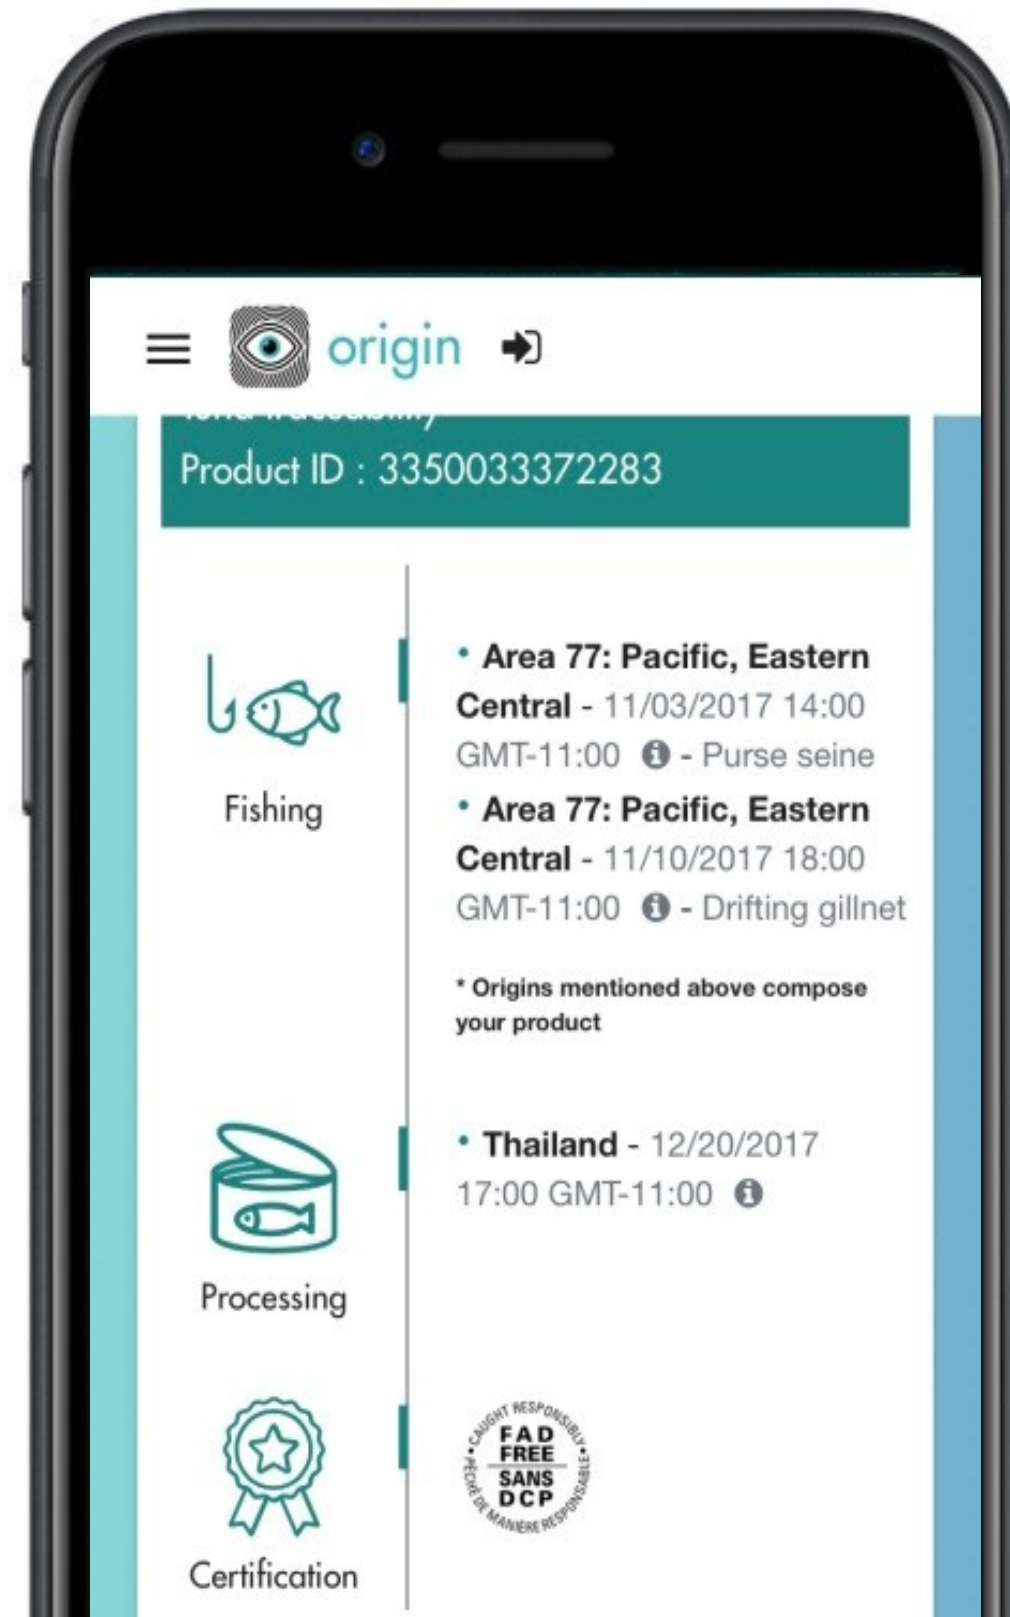 origin
Product ID : 3350033372283
Fishing
• Area 77: Pacific, Eastern
Central - 11/03/2017 14:00
GMT-11:00 - Purse seine
• Area 77: Pacific, Eastern
Central - 11/10/2017 18:00
GMT-11:00 - Drifting gillnet
* Origins mentioned above compose
your product
Processing
• Thailand - 12/20/2017
17:00 GMT-11:00
Certification
• CAUGHT RESPONSIBLY •
FAD
FREE
SANS
DCP
PÊCHÉ DE MANIÈRE RESPONSABLE